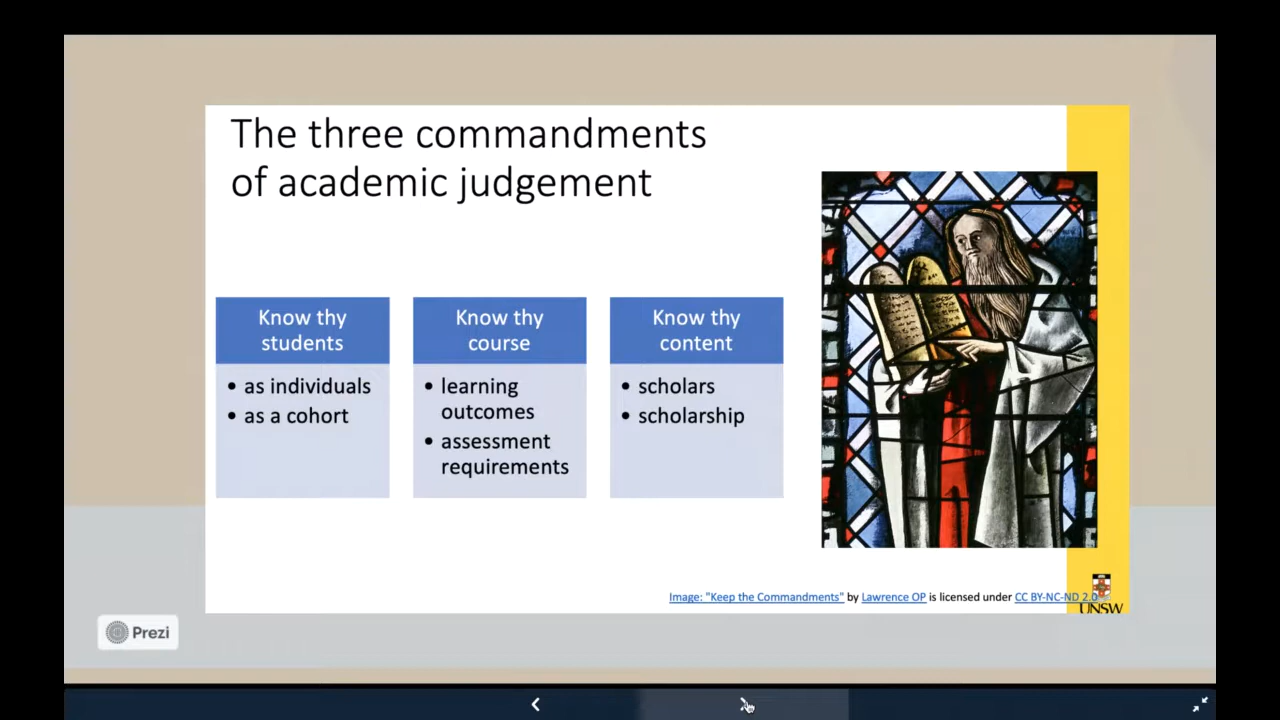 The three commandments
of academic judgement
Know thy
students
• as individuals
• as a cohort
Know thy
course
• learning
outcomes
• assessment
requirements
Know thy
content
• scholars
• scholarship
Image: "Keep the Commandments" by Lawrence OP is licensed under CC BY-NC-ND 2.0
UNSW
Prezi